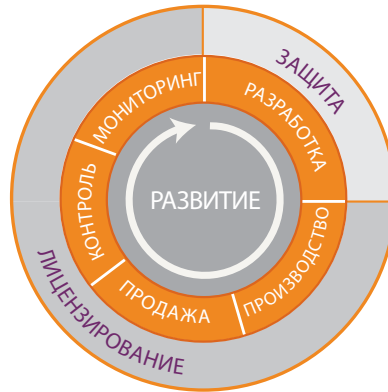 ЗАЩИТА
ЛИЦЕНЗИРОВАНИЕ
МОНИТОРИНГ
РАЗРАБОТКА
ПРОИЗВОДСТВО
ПРОДАЖА
КОНТРОЛЬ
РАЗВИТИЕ